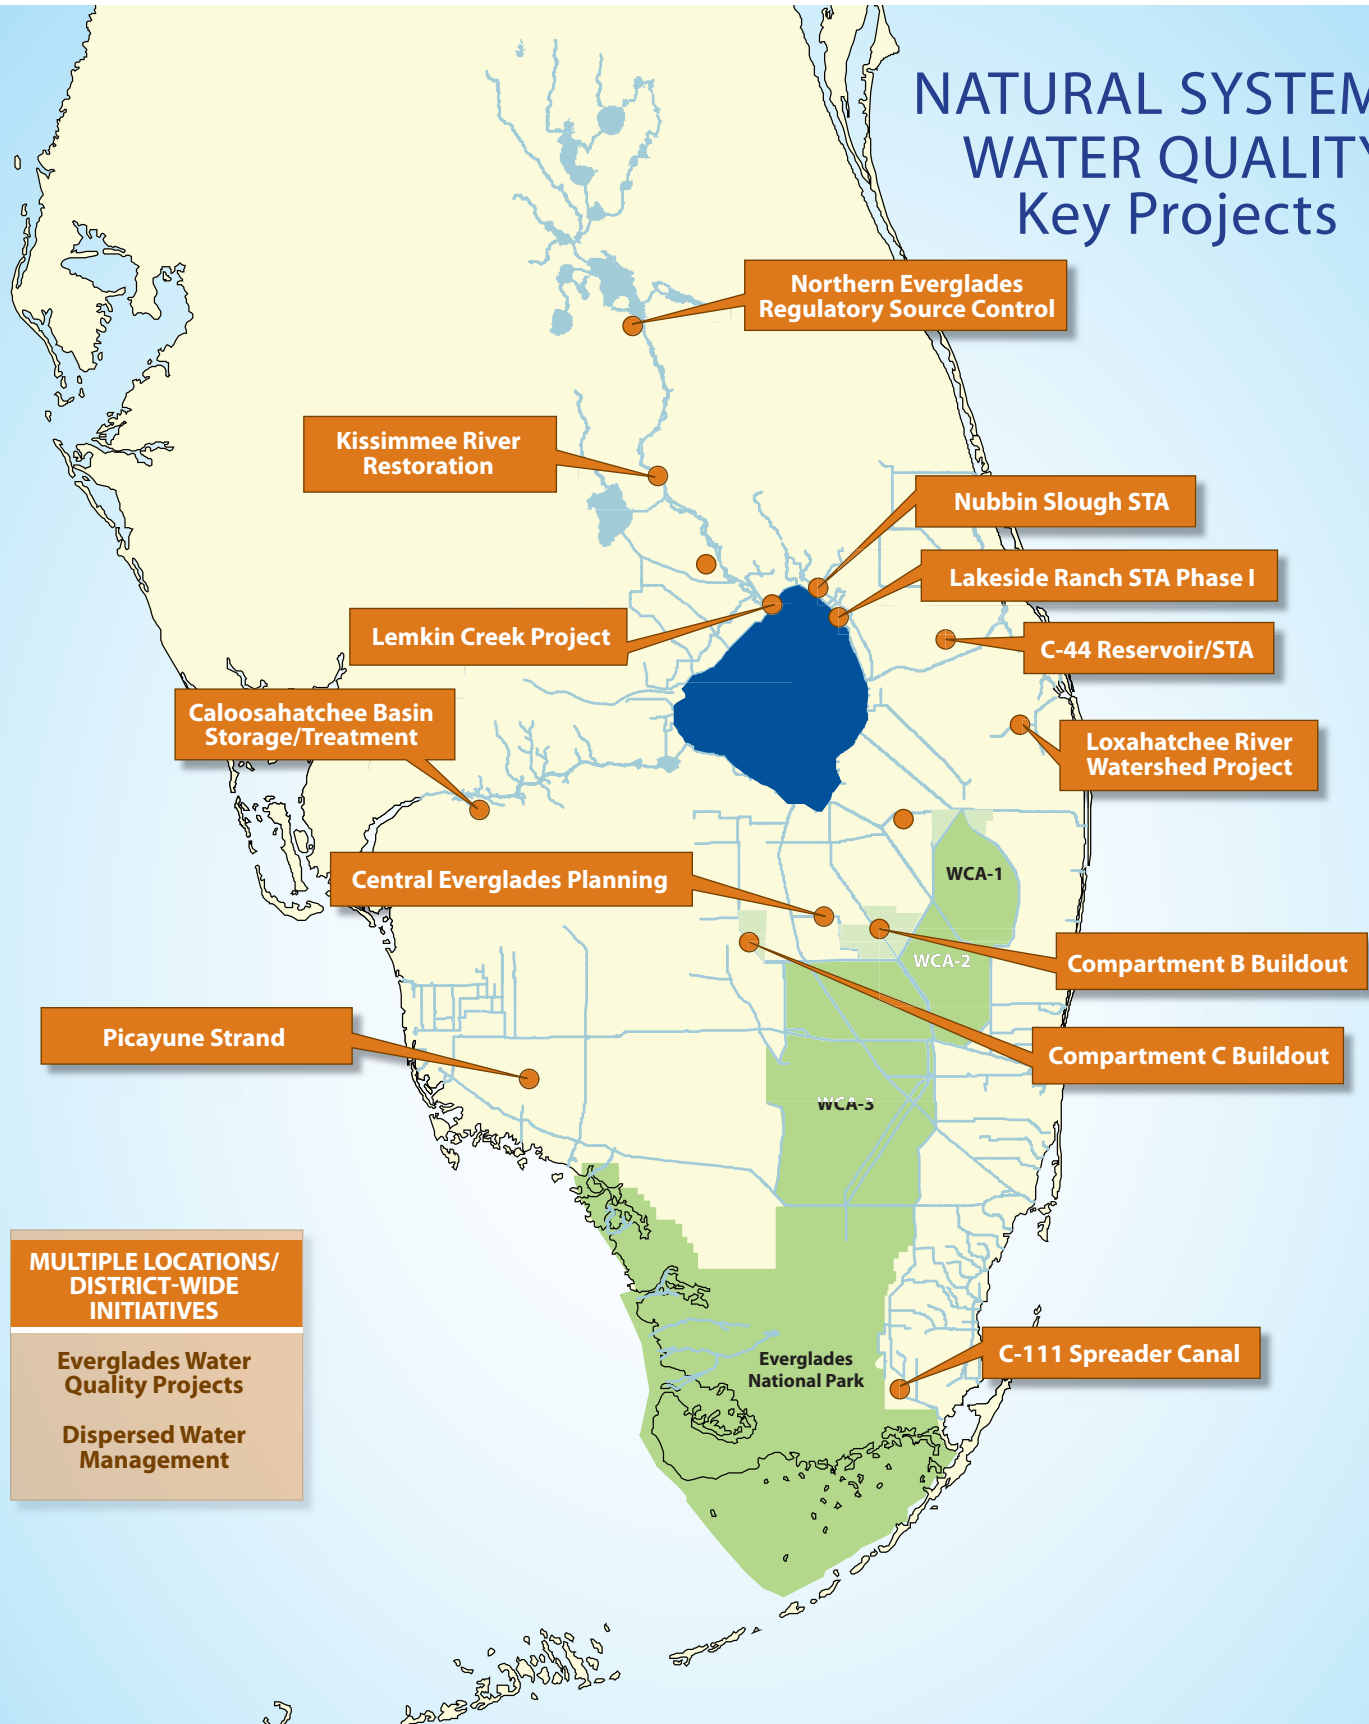 NATURAL SYSTEM
WATER QUALITY
Key Projects
Northern Everglades
Regulatory Source Control
Kissimmee River
Restoration
Nubbin Slough STA
Lakeside Ranch STA Phase I
Lemkin Creek Project
C-44 Reservoir/STA
Caloosahatchee Basin
Storage/Treatment
Loxahatchee River
Watershed Project
WCA-1
Central Everglades Planning
Compartment B Buildout
WCA-2
Picayune Strand
Compartment C Buildout
WCA-3
MULTIPLE LOCATIONS/
DISTRICT-WIDE
INITIATIVES
Everglades Water
Quality Projects
Dispersed Water
Management
C-111 Spreader Canal
Everglades
National Park